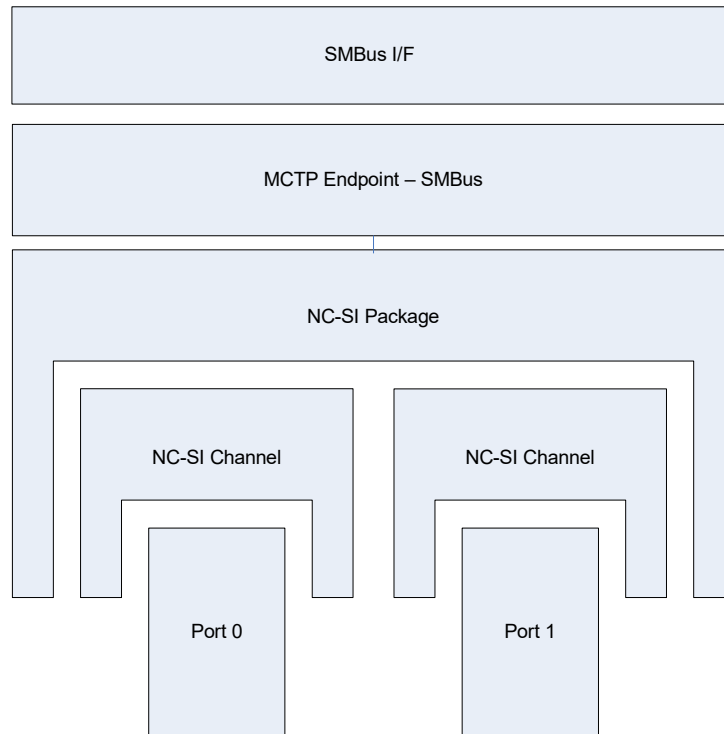 SMBus I/F
MCTP Endpoint – SMBus
NC-SI Package
NC-SI Channel
NC-SI Channel
Port 0
Port 1